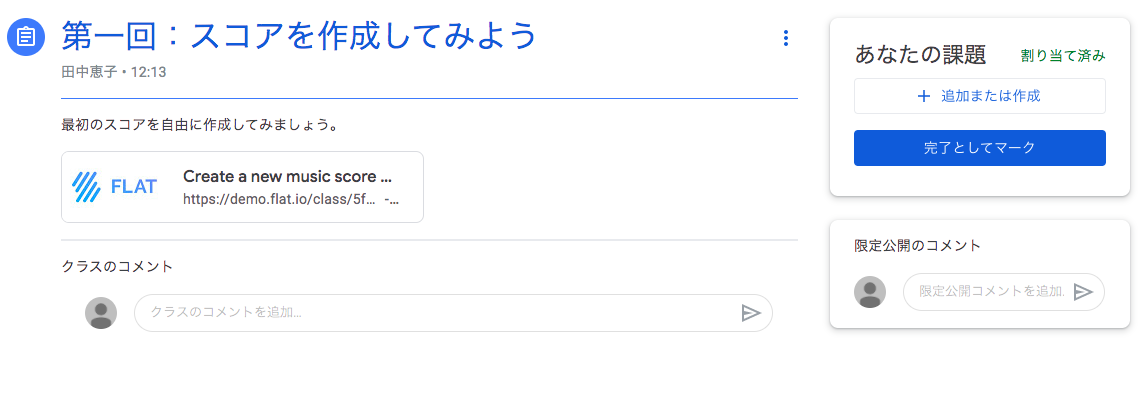 第一回：スコアを作成してみよう
田中恵子 • 12:13
最初のスコアを自由に作成してみましょう。
FLAT
Create a new music score ...
https://demo.flat.io/class/5f... -...
クラスのコメント
クラスのコメントを追加...
あなたの課題
割り当て済み
+ 追加または作成
完了としてマーク
限定公開のコメント
限定公開コメントを追加.